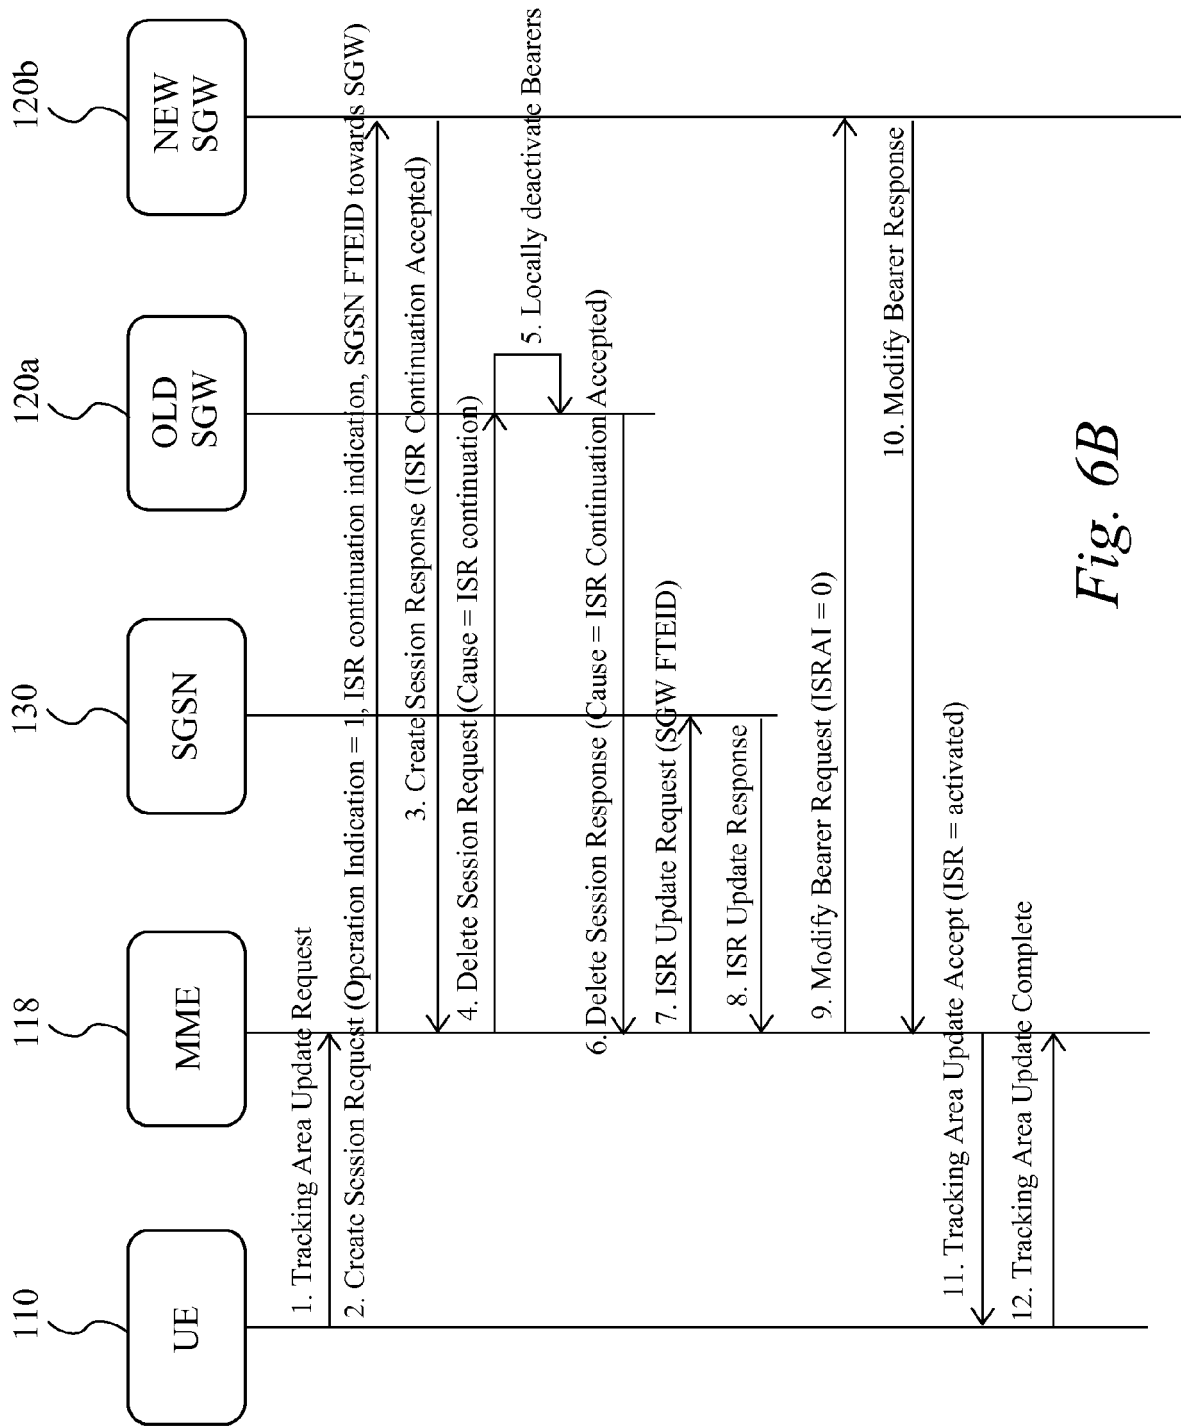 110
UE
118
MME
130
SGSN
120a
OLD
SGW
120b
NEW
SGW
1. Tracking Area Update Request
2. Create Session Request (Operation Indication = 1, ISR continuation indication, SGSN FTEID towards SGW)
3. Create Session Response (ISR Continuation Accepted)
4. Delete Session Request (Cause = ISR continuation)
5. Locally deactivate Bearers
6. Delete Session Response (Cause = ISR Continuation Accepted)
7. ISR Update Request (SGW FTEID)
8. ISR Update Response
9. Modify Bearer Request (ISRAI = 0)
10. Modify Bearer Response
11. Tracking Area Update Accept (ISR = activated)
12. Tracking Area Update Complete
Fig. 6B